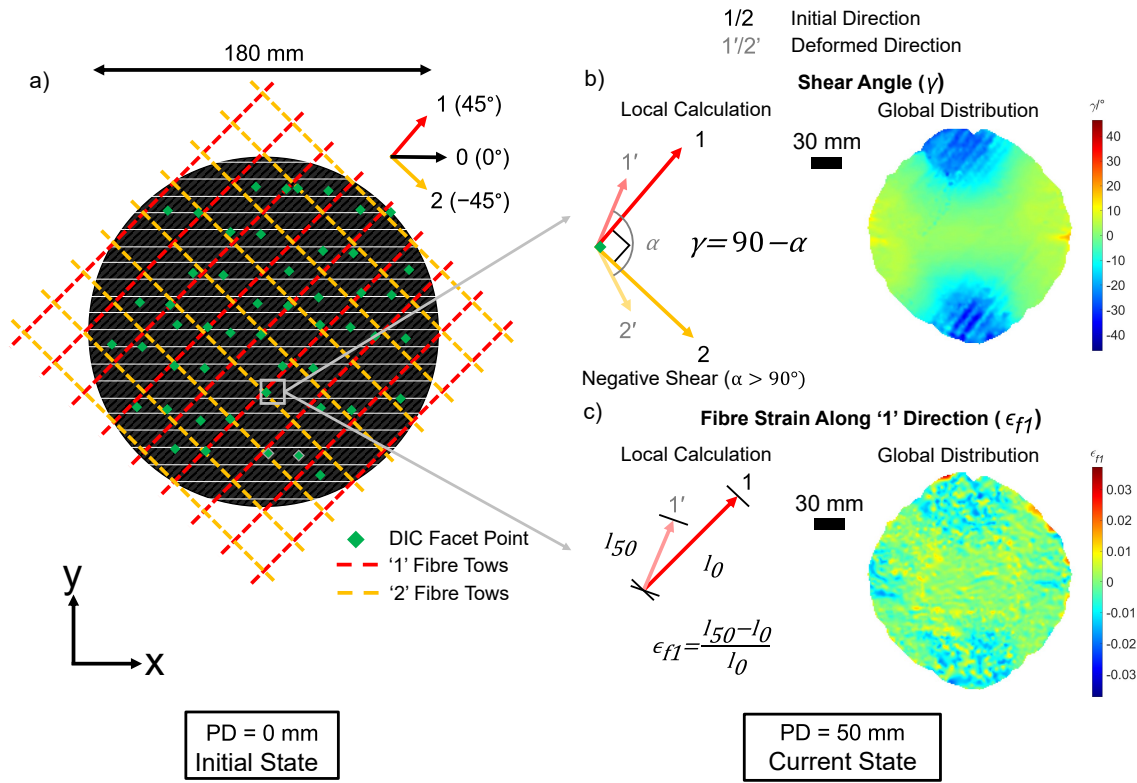 1/2 Initial Direction
1′/2’ Deformed Direction
a)
180 mm
1 (45°)
0 (0°)
2 (−45°)
DIC Facet Point
‘1’ Fibre Tows
‘2’ Fibre Tows
y
x
PD = 0 mm
Initial State
b)
Shear Angle (γ)
Local Calculation
Global Distribution
1
1′
α
γ=90−α
2′
2
Negative Shear (α > 90°)
30 mm
γ/°
40
30
20
10
0
-10
-20
-30
-40
c)
Fibre Strain Along ‘1’ Direction (ϵf1)
Local Calculation
Global Distribution
1
1′
l50
l0
ϵf1=
l50−l0
l0
30 mm
ϵf1
0.03
0.02
0.01
0
-0.01
-0.02
-0.03
PD = 50 mm
Current State